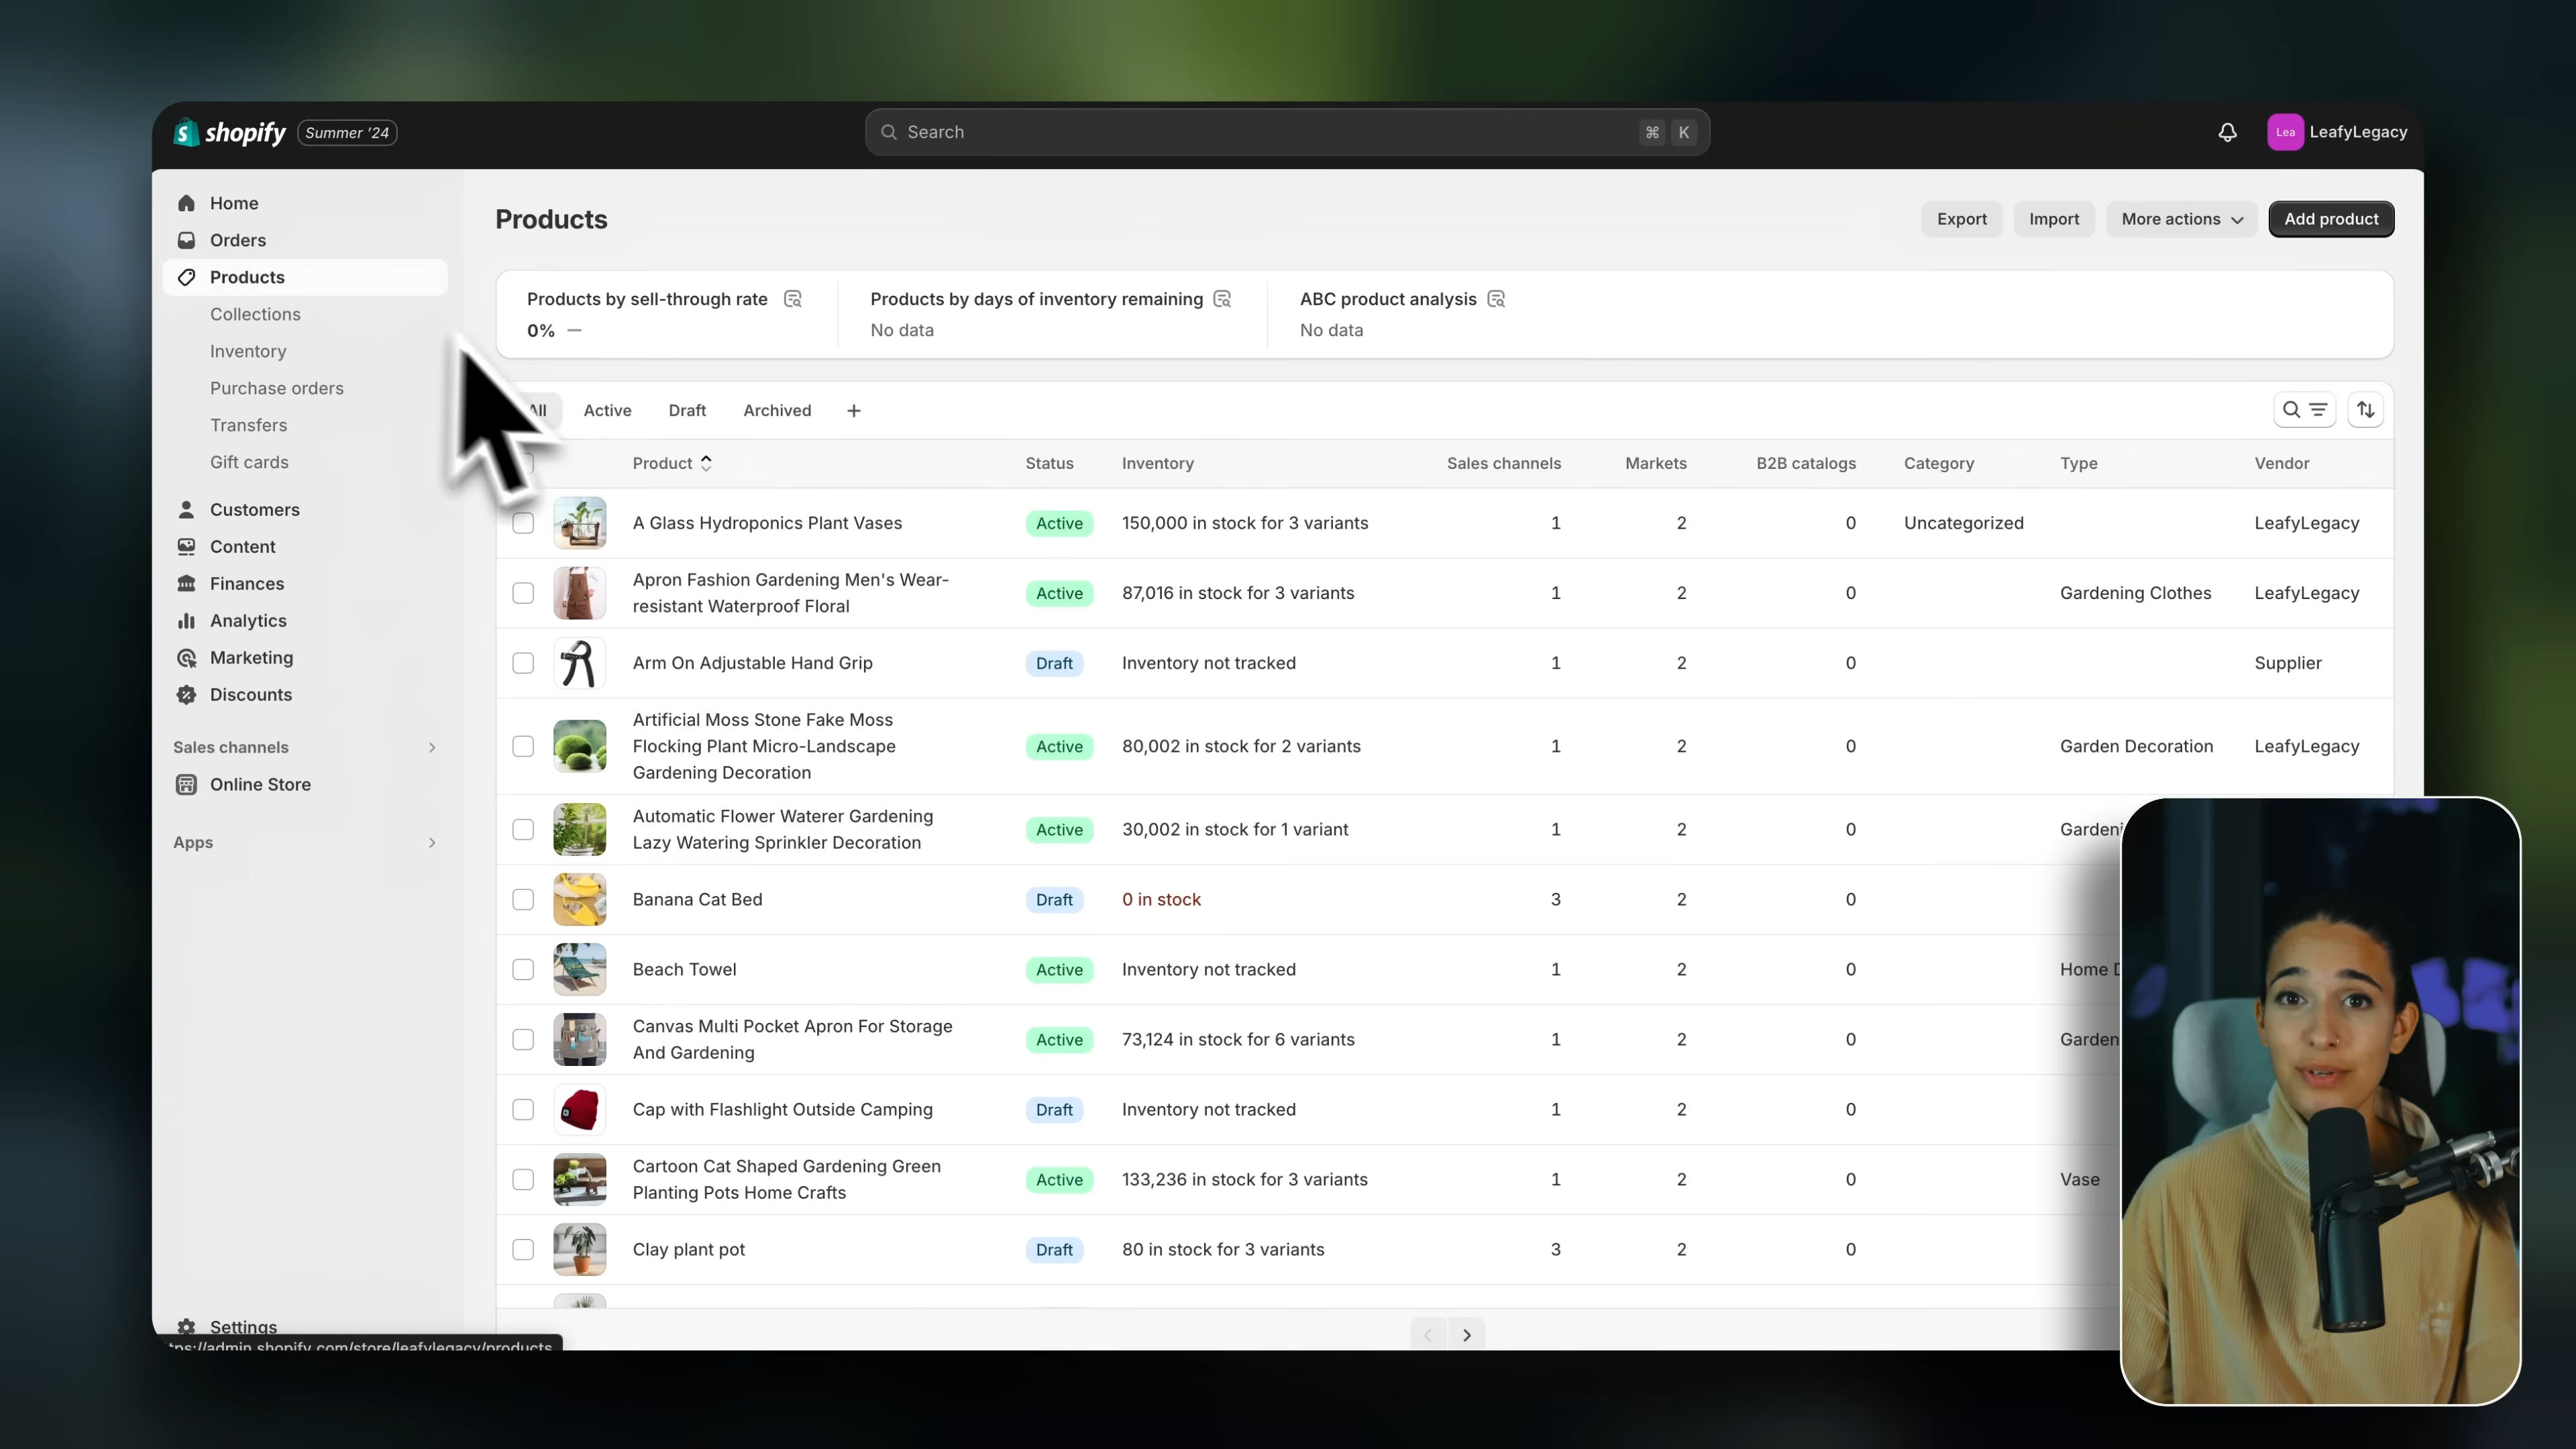 shopify Summer '24
Search
⌘ K
Lea LeafyLegacy
Home
Orders
Products
Collections
Inventory
Purchase orders
Transfers
Gift cards
Customers
Content
Finances
Analytics
Marketing
Discounts
Sales channels
Online Store
Apps
Settings
Products
Export Import More actions Add product
Products by sell-through rate
0% —
Products by days of inventory remaining
No data
ABC product analysis
No data
All Active Draft Archived +
Product Status Inventory Sales channels Markets B2B catalogs Category Type Vendor
A Glass Hydroponics Plant Vases Active 150,000 in stock for 3 variants 1 2 0 Uncategorized LeafyLegacy
Apron Fashion Gardening Men's Wear-
resistant Waterproof Floral Active 87,016 in stock for 3 variants 1 2 0 Gardening Clothes LeafyLegacy
Arm On Adjustable Hand Grip Draft Inventory not tracked 1 2 0 Supplier
Artificial Moss Stone Fake Moss
Flocking Plant Micro-Landscape Active 80,002 in stock for 2 variants 1 2 0 Garden Decoration LeafyLegacy
Gardening Decoration
Automatic Flower Waterer Gardening
Lazy Watering Sprinkler Decoration Active 30,002 in stock for 1 variant 1 2 0 Gardeni
Banana Cat Bed Draft 0 in stock 3 2 0
Beach Towel Active Inventory not tracked 1 2 0 Home
Canvas Multi Pocket Apron For Storage
And Gardening Active 73,124 in stock for 6 variants 1 2 0 Garden
Cap with Flashlight Outside Camping Draft Inventory not tracked 1 2 0
Cartoon Cat Shaped Gardening Green
Planting Pots Home Crafts Active 133,236 in stock for 3 variants 1 2 0 Vase
Clay plant pot Draft 80 in stock for 3 variants 3 2 0
tps://admin.shopify.com/store/leafylegacy/products